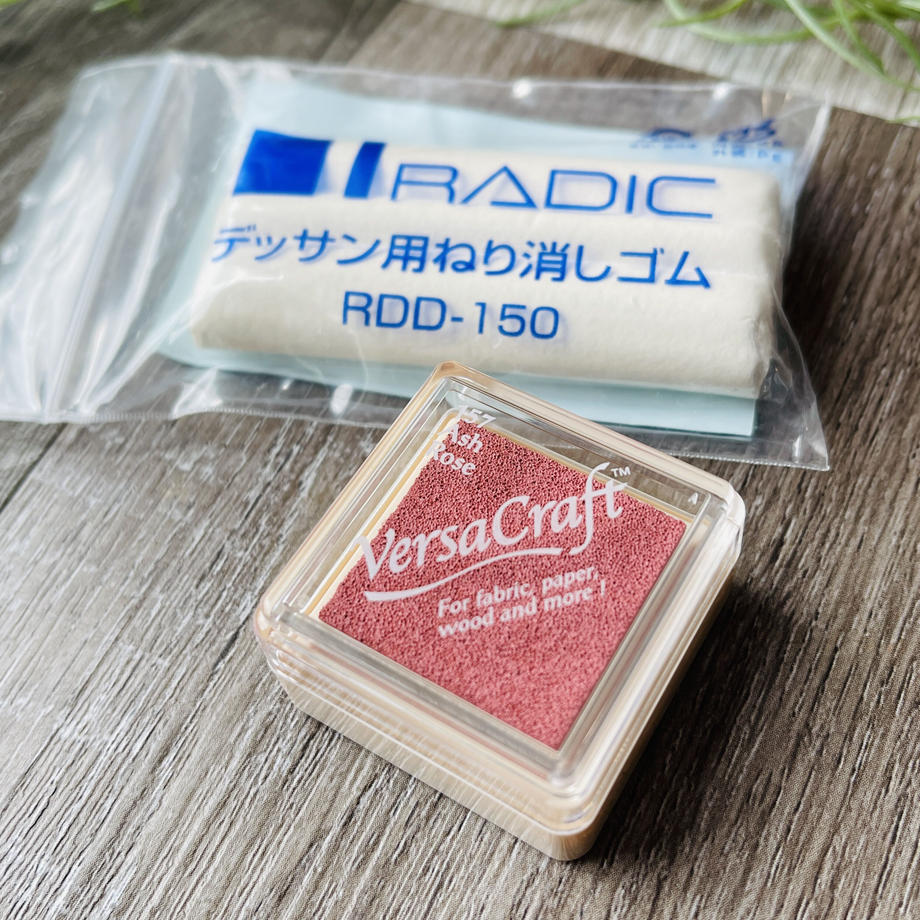 RADIC
デッサン用ねり消しゴム
RDD-150
157
Ash
Rose
VersaCraft™
For fabric, paper,
wood and more !